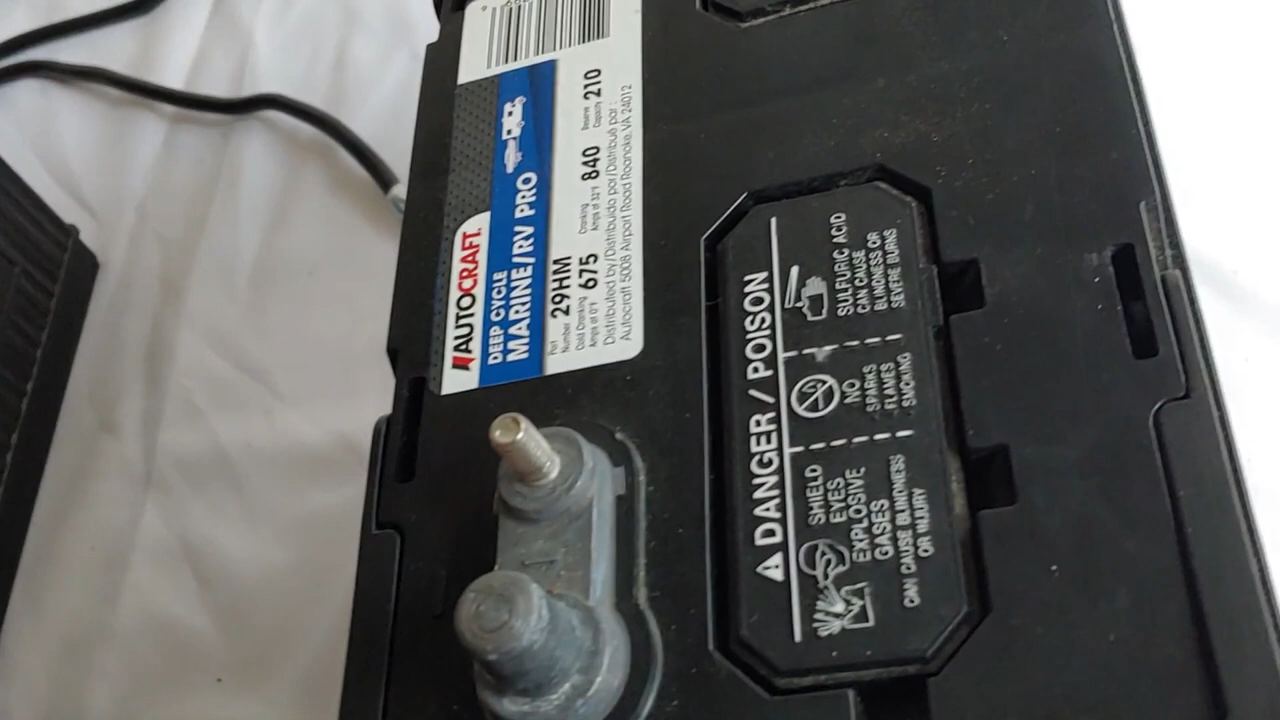 AUTOCRAFT
DEEP CYCLE
MARINE/RV PRO
Part Number 29HM
Cold Cranking Amps at 0°F 675 Cranking Amps at 32°F 840 Reserve Capacity 210
Distributed by/Distribuido por/Distribué par:
Autocraft 5008 Airport Road Roanoke, VA 24012
DANGER / POISON
SHIELD
EYES
EXPLOSIVE
GASES
CAN CAUSE BLINDNESS
OR INJURY
NO
SPARKS
FLAMES
SMOKING
SULFURIC ACID
CAN CAUSE
BLINDNESS OR
SEVERE BURNS